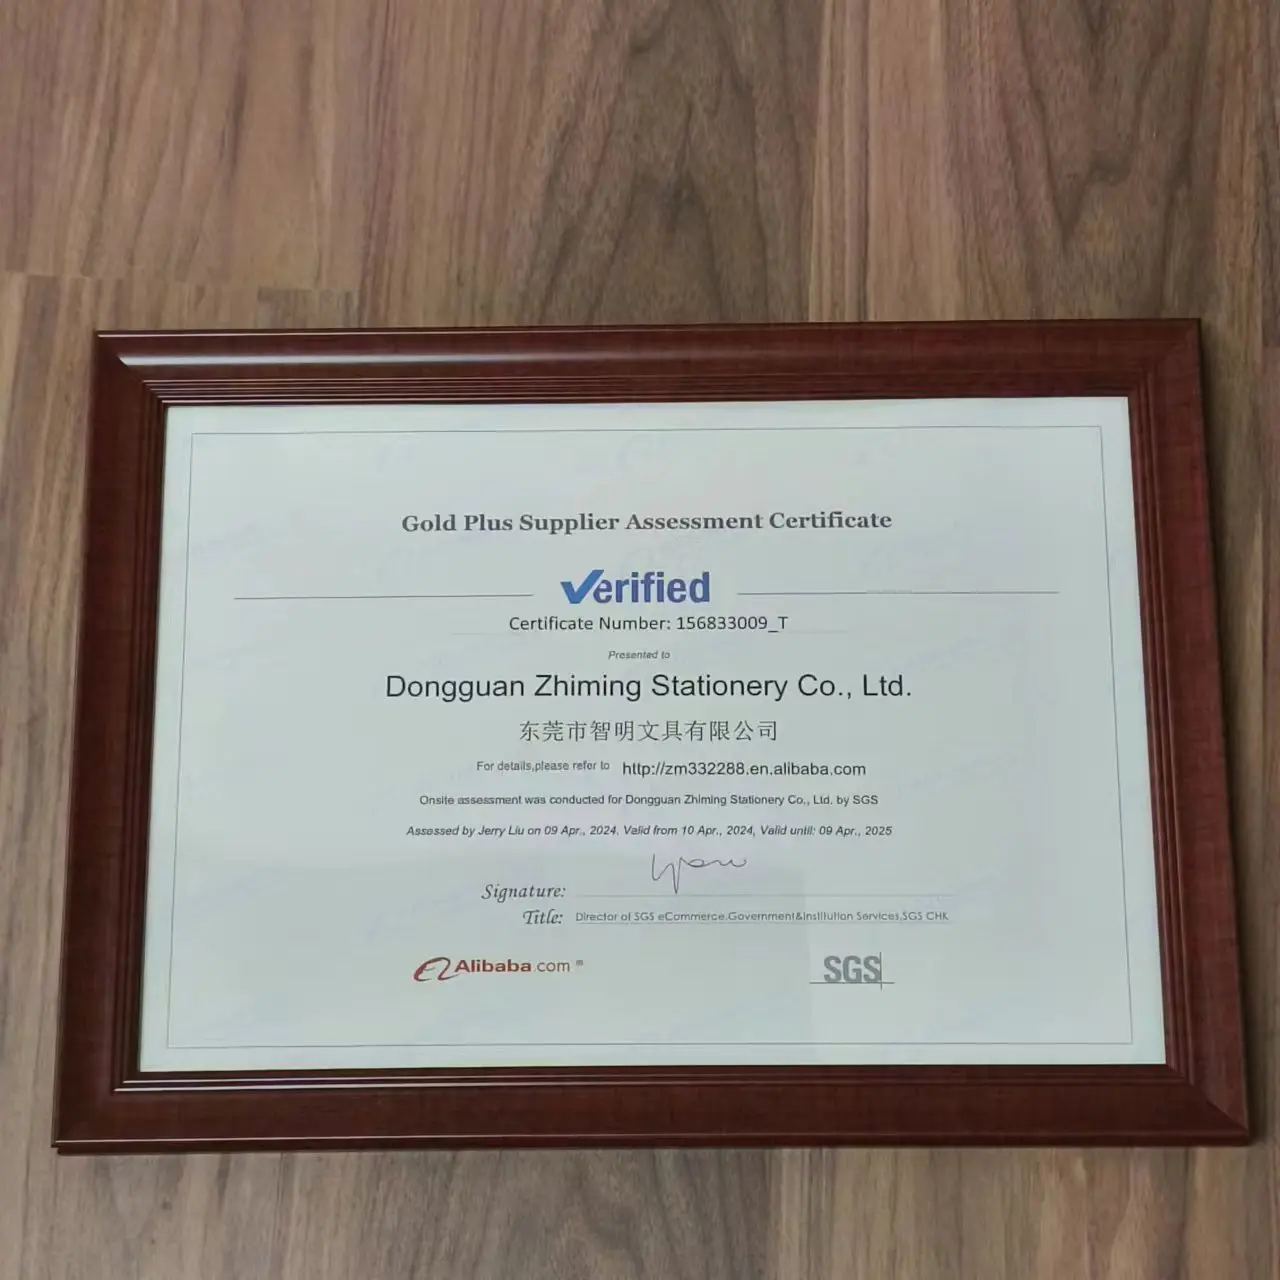 Gold Plus Supplier Assessment Certificate
Verified
Certificate Number: 156833009_T
Presented to
Dongguan Zhiming Stationery Co., Ltd.
东莞市智明文具有限公司
For details,please refer to http://zm332288.en.alibaba.com
Onsite assessment was conducted for Dongguan Zhiming Stationery Co., Ltd. by SGS
Assessed by Jerry Liu on 09 Apr., 2024. Valid from 10 Apr., 2024, Valid until: 09 Apr., 2025
Signature:
Title: Director of SGS eCommerce,Government&Institution Services,SGS CHK
Alibaba.com
SGS